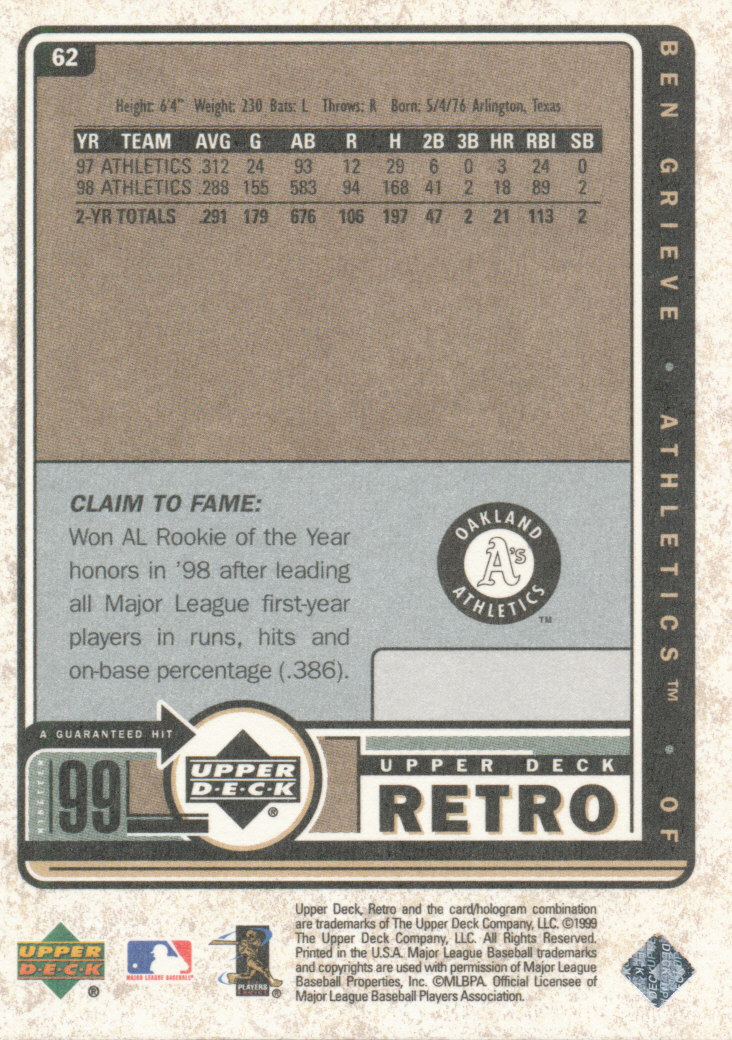 62
Height: 6'4" Weight: 230 Bats: L Throws: R Born: 5/4/76 Arlington, Texas
YR TEAM AVG G AB R H 2B 3B HR RBI SB
97 ATHLETICS .312 24 93 12 29 6 0 3 24 0
98 ATHLETICS .288 155 583 94 168 41 2 18 89 2
2-YR TOTALS .291 179 676 106 197 47 2 21 113 2
BEN GRIEVE • ATHLETICS™ • OF
CLAIM TO FAME:
Won AL Rookie of the Year
honors in '98 after leading
all Major League first-year
players in runs, hits and
on-base percentage (.386).
OAKLAND
A's
ATHLETICS
™
A GUARANTEED HIT
NINETEEN
99
UPPER
D·E·C·K
®
UPPER DECK
RETRO
Upper Deck, Retro and the card/hologram combination
are trademarks of The Upper Deck Company, LLC. ©1999
The Upper Deck Company, LLC. All Rights Reserved.
Printed in the U.S.A. Major League Baseball trademarks
and copyrights are used with permission of Major League
Baseball Properties, Inc. ©MLBPA. Official Licensee of
Major League Baseball Players Association.
UPPER
D·E·C·K
®
MAJOR LEAGUE BASEBALL
PLAYERS
CHOICE
®